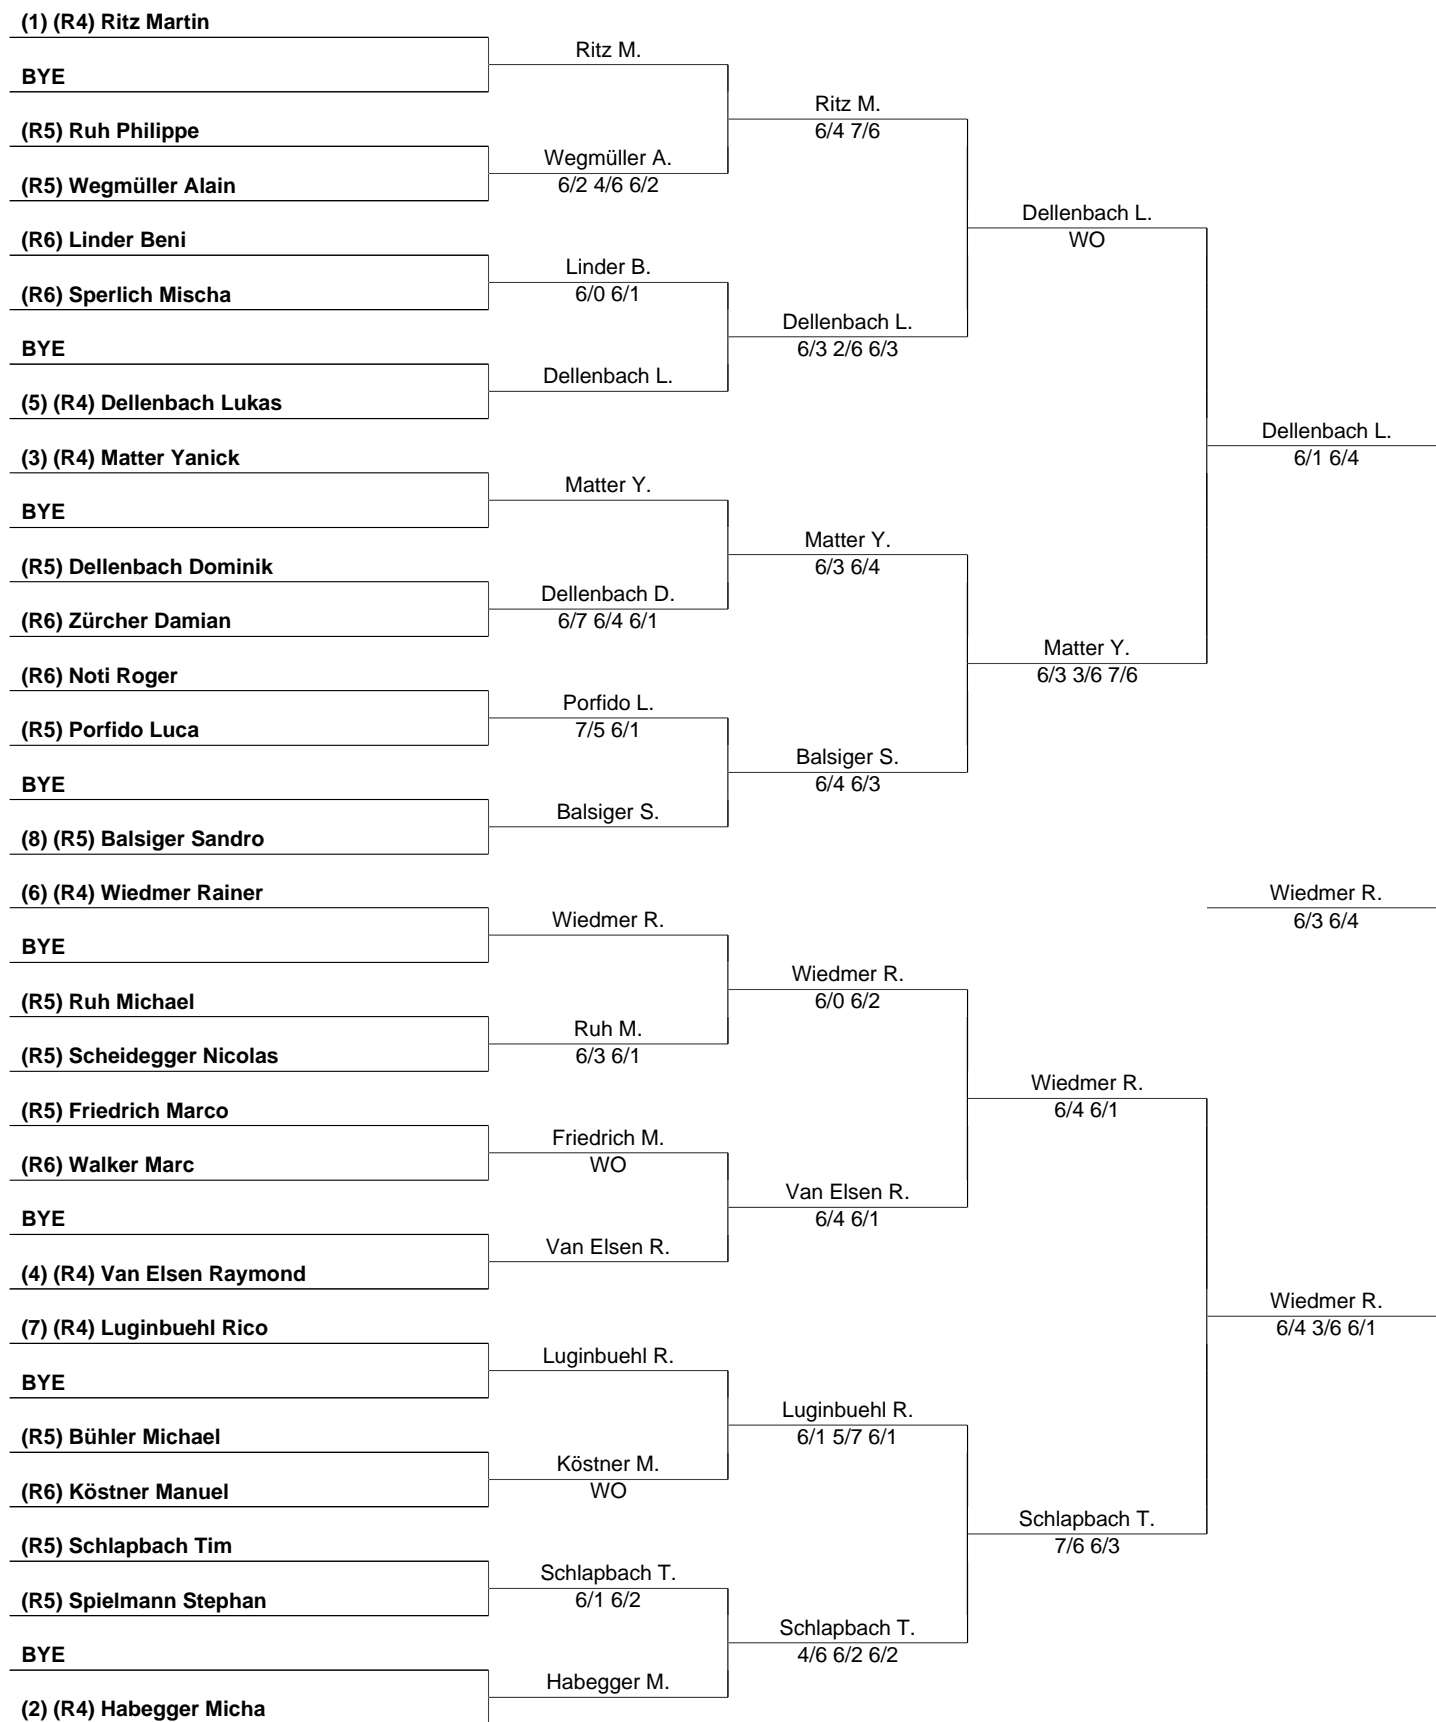 (1) (R4) Ritz Martin
BYE
(R5) Ruh Philippe
(R5) Wegmüller Alain
(R6) Linder Beni
(R6) Sperlich Mischa
BYE
(5) (R4) Dellenbach Lukas
(3) (R4) Matter Yanick
BYE
(R5) Dellenbach Dominik
(R6) Zürcher Damian
(R6) Noti Roger
(R5) Porfido Luca
BYE
(8) (R5) Balsiger Sandro
(6) (R4) Wiedmer Rainer
BYE
(R5) Ruh Michael
(R5) Scheidegger Nicolas
(R5) Friedrich Marco
(R6) Walker Marc
BYE
(4) (R4) Van Elsen Raymond
(7) (R4) Luginbuehl Rico
BYE
(R5) Bühler Michael
(R6) Köstner Manuel
(R5) Schlapbach Tim
(R5) Spielmann Stephan
BYE
(2) (R4) Habegger Micha
Ritz M.
Wegmüller A.
6/2 4/6 6/2
Linder B.
6/0 6/1
Dellenbach L.
Matter Y.
Dellenbach D.
6/7 6/4 6/1
Porfido L.
7/5 6/1
Balsiger S.
Wiedmer R.
Ruh M.
6/3 6/1
Friedrich M.
WO
Van Elsen R.
Luginbuehl R.
Köstner M.
WO
Schlapbach T.
6/1 6/2
Habegger M.
Ritz M.
6/4 7/6
Dellenbach L.
6/3 2/6 6/3
Matter Y.
6/3 6/4
Balsiger S.
6/4 6/3
Wiedmer R.
6/0 6/2
Van Elsen R.
6/4 6/1
Luginbuehl R.
6/1 5/7 6/1
Schlapbach T.
4/6 6/2 6/2
Dellenbach L.
WO
Matter Y.
6/3 3/6 7/6
Wiedmer R.
6/4 6/1
Schlapbach T.
7/6 6/3
Dellenbach L.
6/1 6/4
Wiedmer R.
6/3 6/4
Wiedmer R.
6/4 3/6 6/1